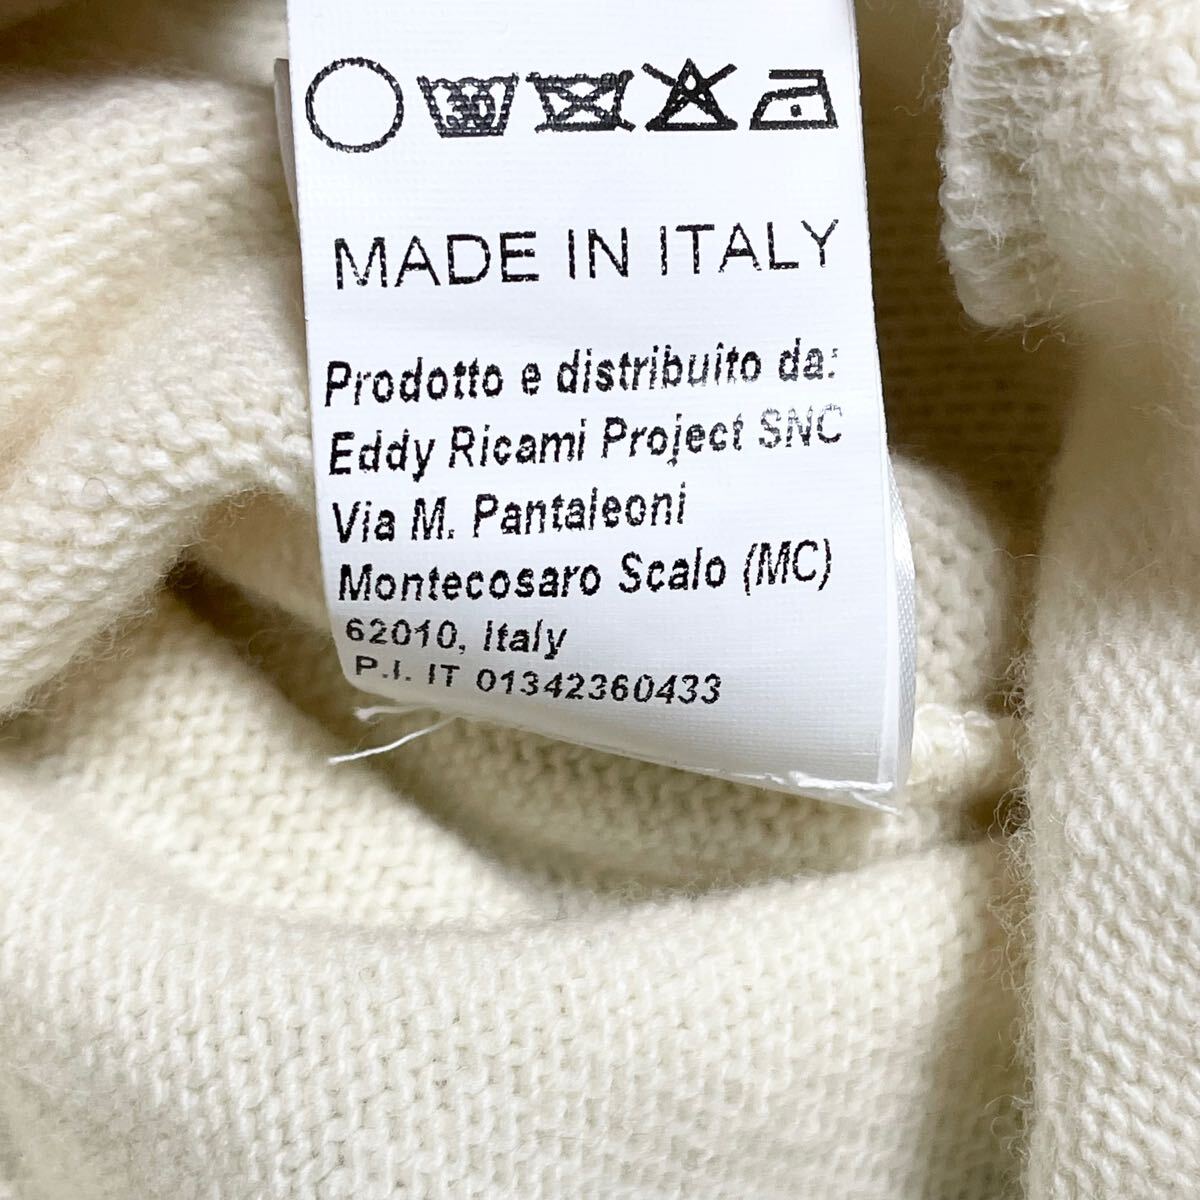 30
MADE IN ITALY
Prodotto e distribuito da:
Eddy Ricami Project SNC
Via M. Pantaleoni
Montecosaro Scalo (MC)
62010, Italy
P.I. IT 01342360433